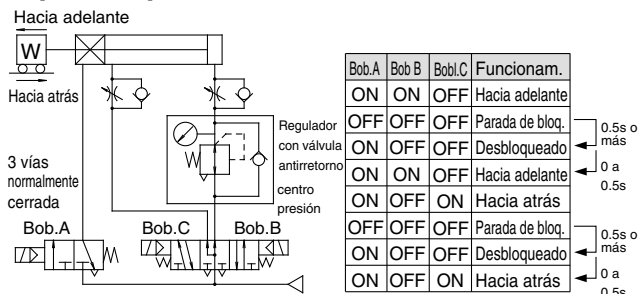 Hacia adelante
W
Hacia atrás
Regulador
con válvula
antirretorno
centro
presión
3 vías
normalmente
cerrada
Bob.A
Bob.C
Bob.B
Bob.A Bob B Bobl.C Funcionam.
ON ON OFF Hacia adelante
OFF OFF OFF Parada de bloq.
ON OFF OFF Desbloqueado
ON ON OFF Hacia adelante
ON OFF ON Hacia atrás
OFF OFF OFF Parada de bloq.
ON OFF OFF Desbloqueado
ON OFF ON Hacia atrás
0.5s o
más
0 a
0.5s
0.5s o
más
0 a
0.5s